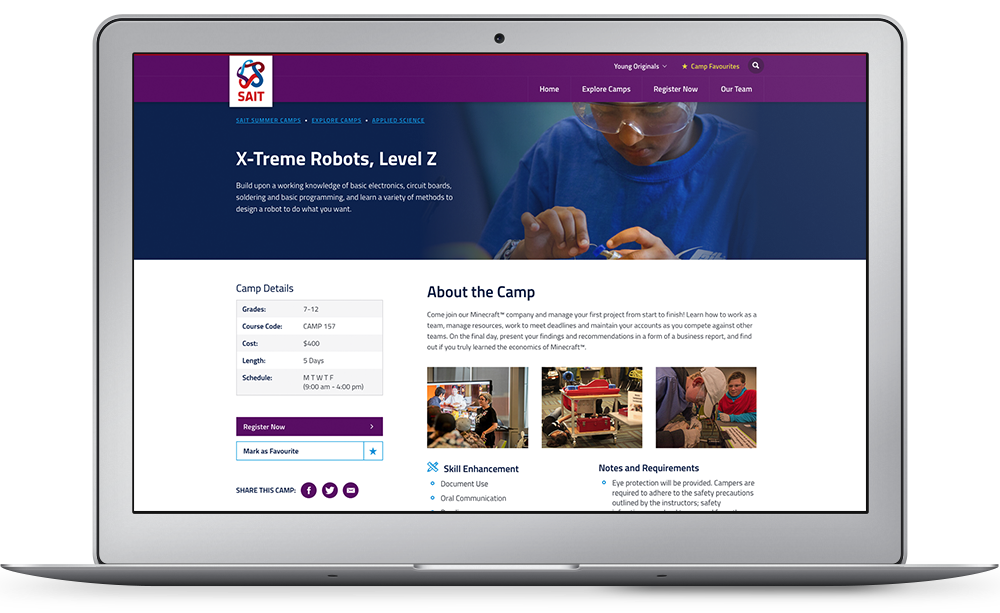 SAIT
Young Originals
★ Camp Favourites
Home
Explore Camps
Register Now
Our Team
SAIT SUMMER CAMPS • EXPLORE CAMPS • APPLIED SCIENCE
X-Treme Robots, Level Z
Build upon a working knowledge of basic electronics, circuit boards,
soldering and basic programming, and learn a variety of methods to
design a robot to do what you want.
Camp Details
Grades: 7-12
Course Code: CAMP 157
Cost: $400
Length: 5 Days
Schedule: M T W T F
(9:00 am - 4:00 pm)
Register Now
Mark as Favourite
SHARE THIS CAMP:
About the Camp
Come join our Minecraft™ company and manage your first project from start to finish! Learn how to work as a
team, manage resources, work to meet deadlines and maintain your accounts as you compete against other
teams. On the final day, present your findings and recommendations in a form of a business report, and find
out if you truly learned the economics of Minecraft™.
Skill Enhancement
Document Use
Oral Communication
Notes and Requirements
Eye protection will be provided. Campers are
required to adhere to the safety precautions
outlined by the instructors; safety